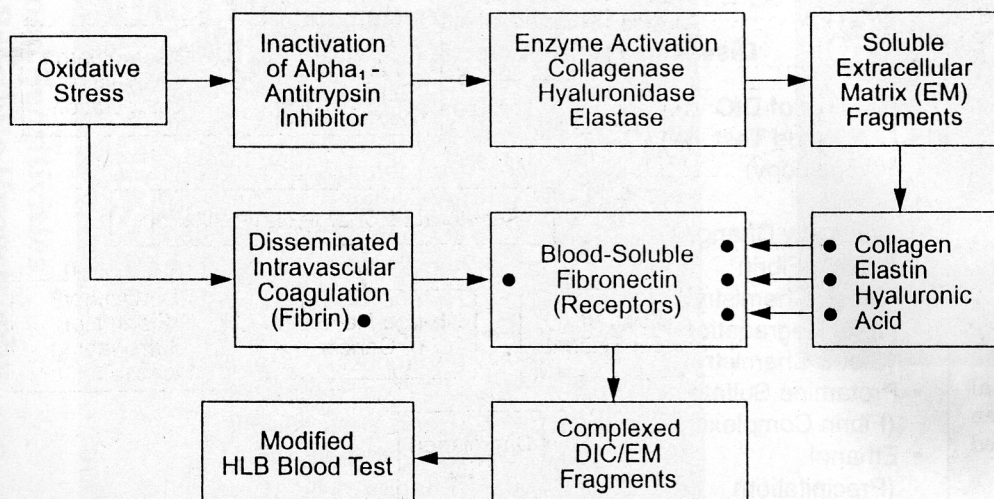 Oxidative
Stress
Inactivation
of Alpha₁-
Antitrypsin
Inhibitor
Enzyme Activation
Collagenase
Hyaluronidase
Elastase
Soluble
Extracellular
Matrix (EM)
Fragments
Disseminated
Intravascular
Coagulation
(Fibrin)
Blood-Soluble
Fibronectin
(Receptors)
Collagen
Elastin
Hyaluronic
Acid
Modified
HLB Blood Test
Complexed
DIC/EM
Fragments